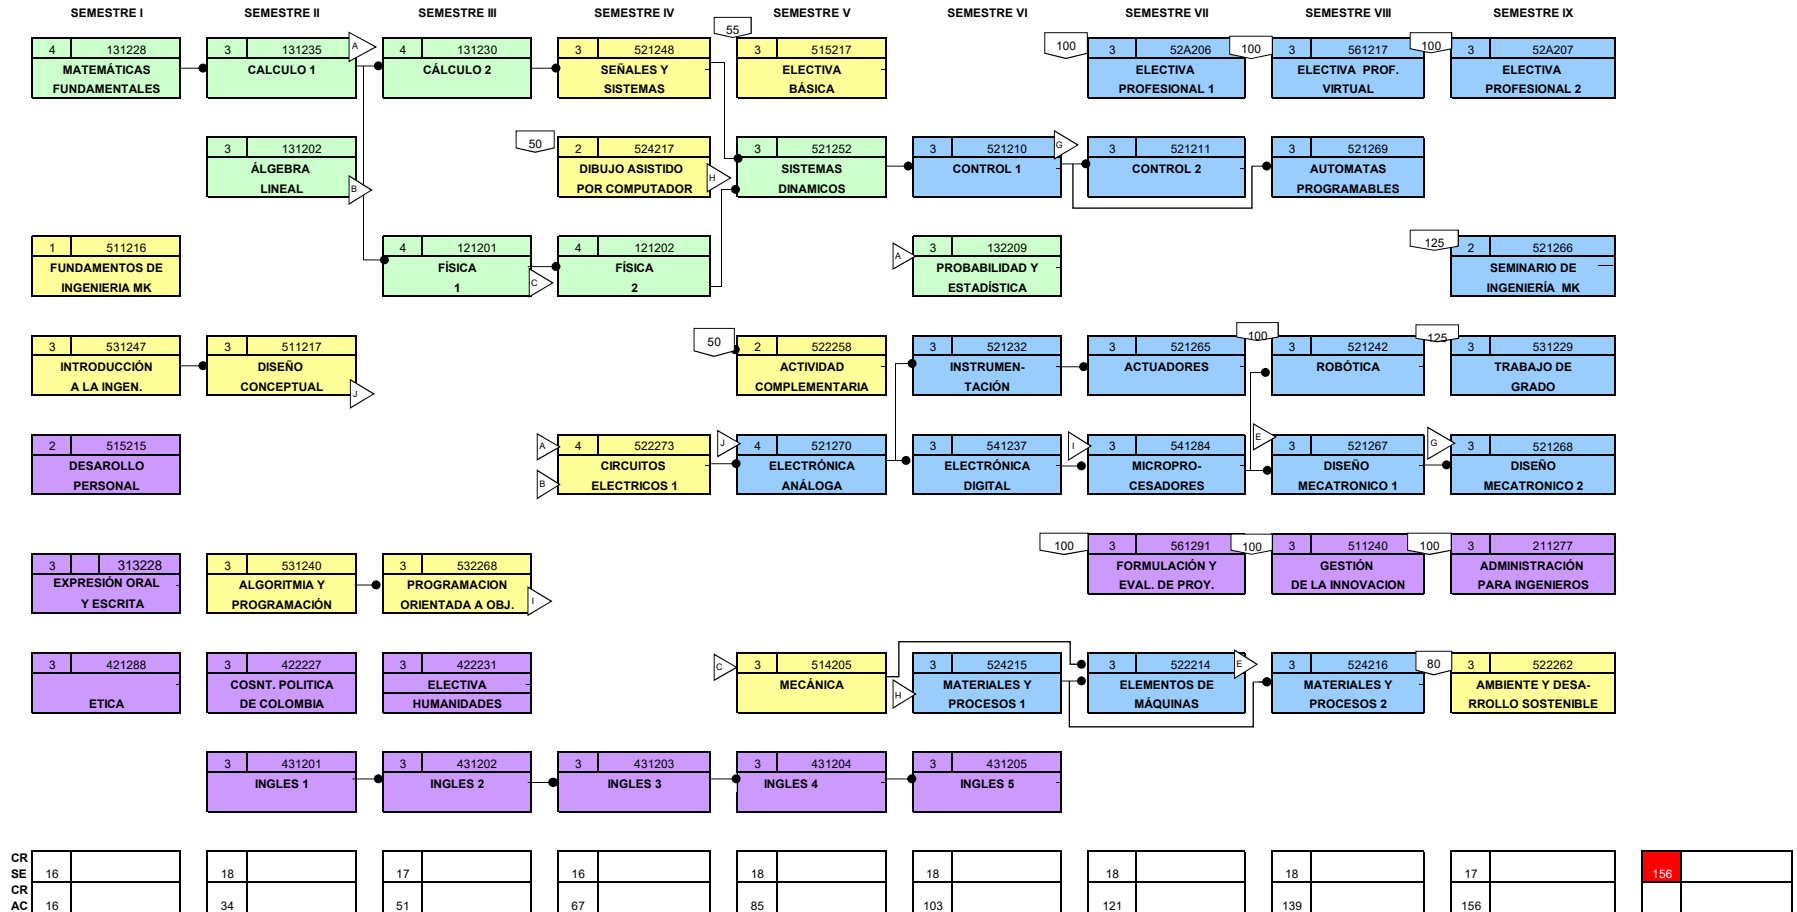 SEMESTRE I SEMESTRE II SEMESTRE III SEMESTRE IV SEMESTRE V SEMESTRE VI SEMESTRE VII SEMESTRE VIII SEMESTRE IX
55
4 131228 3 131235 A 4 131230 3 521248 3 515217 100 3 52A206 100 3 561217 100 3 52A207
MATEMÁTICAS CALCULO 1 CÁLCULO 2 SEÑALES Y ELECTIVA ELECTIVA ELECTIVA PROF. ELECTIVA
FUNDAMENTALES SISTEMAS BÁSICA PROFESIONAL 1 VIRTUAL PROFESIONAL 2
3 131202 50 2 524217 3 521252 3 521210 G 3 521211 3 521269
ÁLGEBRA DIBUJO ASISTIDO H SISTEMAS CONTROL 1 CONTROL 2 AUTOMATAS
LINEAL B POR COMPUTADOR DINAMICOS PROGRAMABLES
1 511216 4 121201 4 121202 A 3 132209 125 2 521266
FUNDAMENTOS DE FÍSICA FÍSICA PROBABILIDAD Y SEMINARIO DE
INGENIERIA MK 1 C 2 ESTADÍSTICA INGENIERÍA MK
3 531247 3 511217 50 2 522258 3 521232 3 521265 100 3 521242 125 3 531229
INTRODUCCIÓN DISEÑO ACTIVIDAD INSTRUMEN- ACTUADORES ROBÓTICA TRABAJO DE
A LA INGEN. CONCEPTUAL J COMPLEMENTARIA TACIÓN GRADO
2 515215 A 4 522273 J 4 521270 3 541237 I 3 541284 E 3 521267 G 3 521268
DESAROLLO CIRCUITOS ELECTRÓNICA ELECTRÓNICA MICROPRO- DISEÑO DISEÑO
PERSONAL B ELECTRICOS 1 ANÁLOGA DIGITAL CESADORES MECATRONICO 1 MECATRONICO 2
3 313228 3 531240 3 532268 100 3 561291 100 3 511240 100 3 211277
EXPRESIÓN ORAL ALGORITMIA Y PROGRAMACION FORMULACIÓN Y GESTIÓN ADMINISTRACIÓN
Y ESCRITA PROGRAMACIÓN ORIENTADA A OBJ. I EVAL. DE PROY. DE LA INNOVACION PARA INGENIEROS
3 421288 3 422227 3 422231 C 3 514205 3 524215 3 522214 E 3 524216 80 3 522262
COSNT. POLITICA ELECTIVA MECÁNICA MATERIALES Y ELEMENTOS DE MATERIALES Y AMBIENTE Y DESA-
ETICA DE COLOMBIA HUMANIDADES H PROCESOS 1 MÁQUINAS PROCESOS 2 RROLLO SOSTENIBLE
3 431201 3 431202 3 431203 3 431204 3 431205
INGLES 1 INGLES 2 INGLES 3 INGLES 4 INGLES 5
CR
SE 16 18 17 16 18 18 18 18 17 156
CR
AC 16 34 51 67 85 103 121 139 156